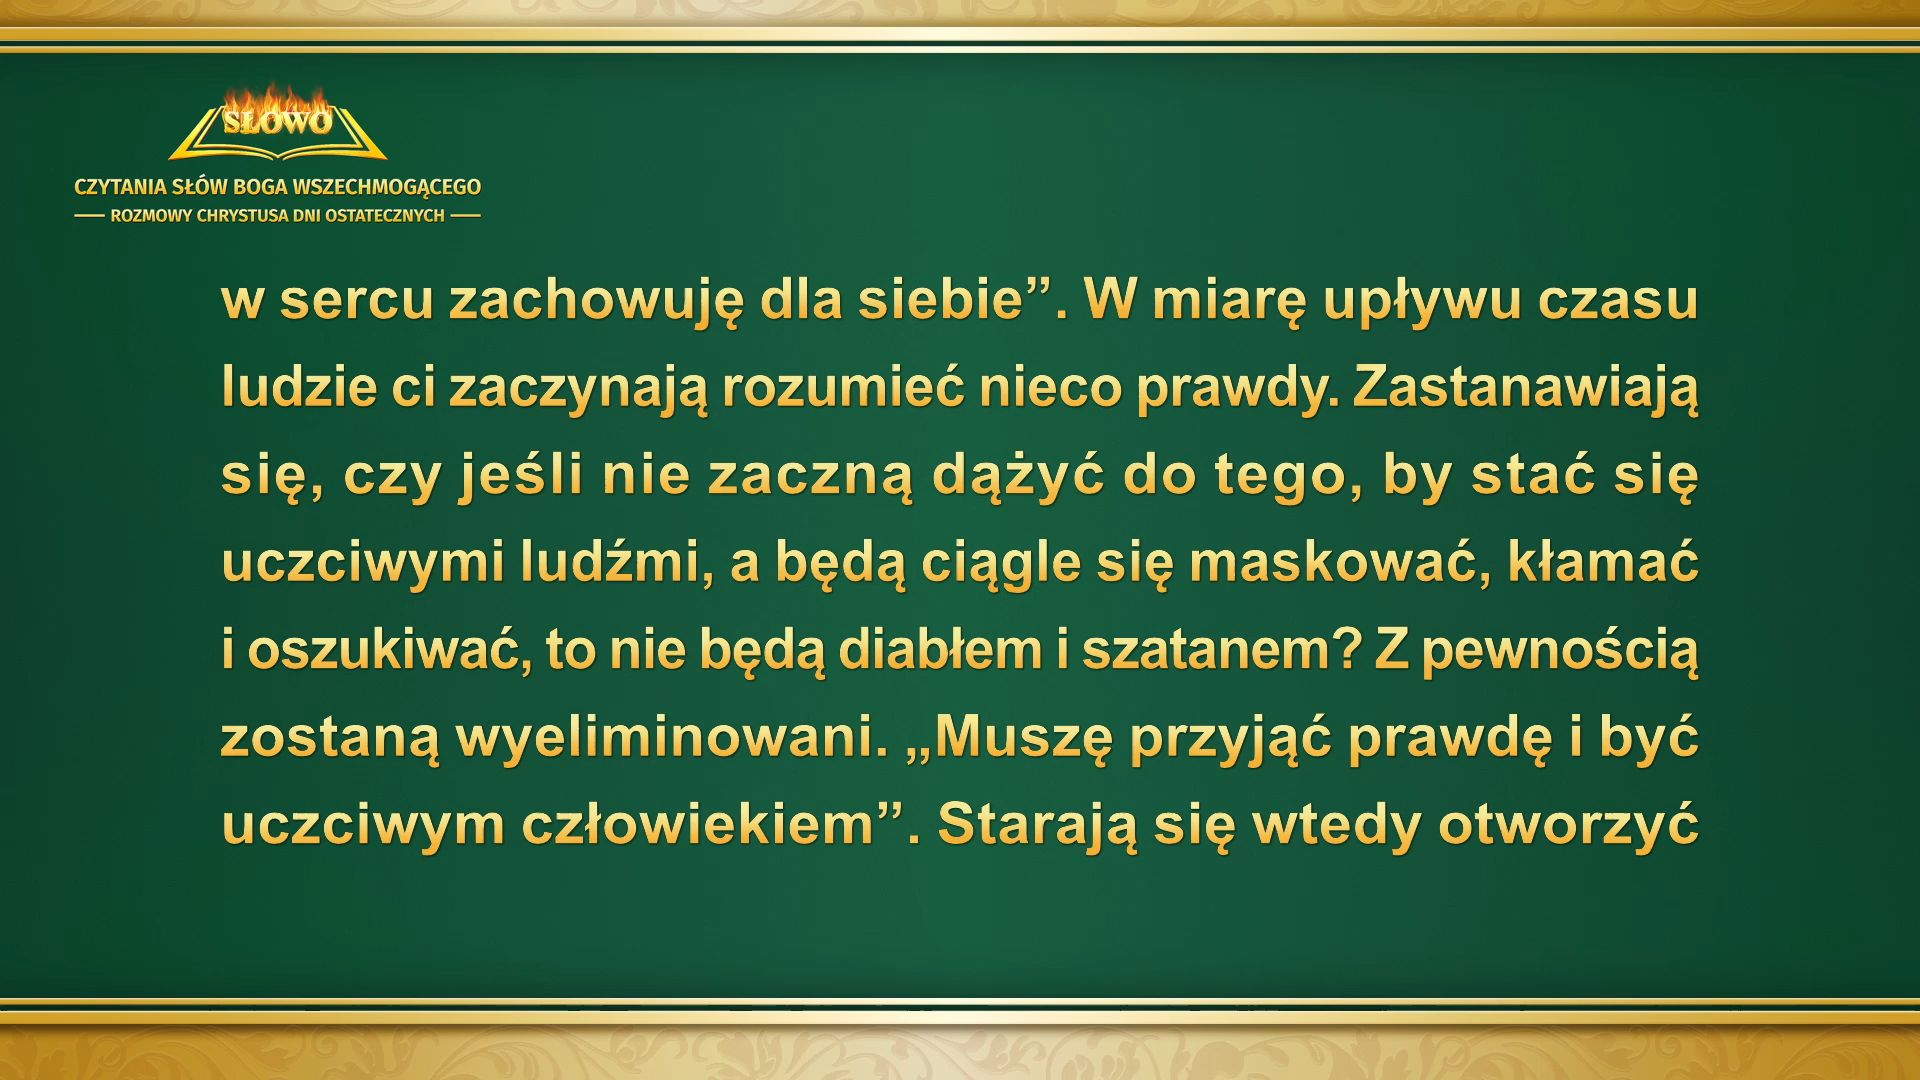 SŁOWO
CZYTANIA SŁÓW BOGA WSZECHMOGĄCEGO
ROZMOWY CHRYSTUSA DNI OSTATECZNYCH
w sercu zachowuję dla siebie”. W miarę upływu czasu
ludzie ci zaczynają rozumieć nieco prawdy. Zastanawiają
się, czy jeśli nie zaczną dążyć do tego, by stać się
uczciwymi ludźmi, a będą ciągle się maskować, kłamać
i oszukiwać, to nie będą diabłem i szatanem? Z pewnością
zostaną wyeliminowani. „Muszę przyjąć prawdę i być
uczciwym człowiekiem”. Starają się wtedy otworzyć